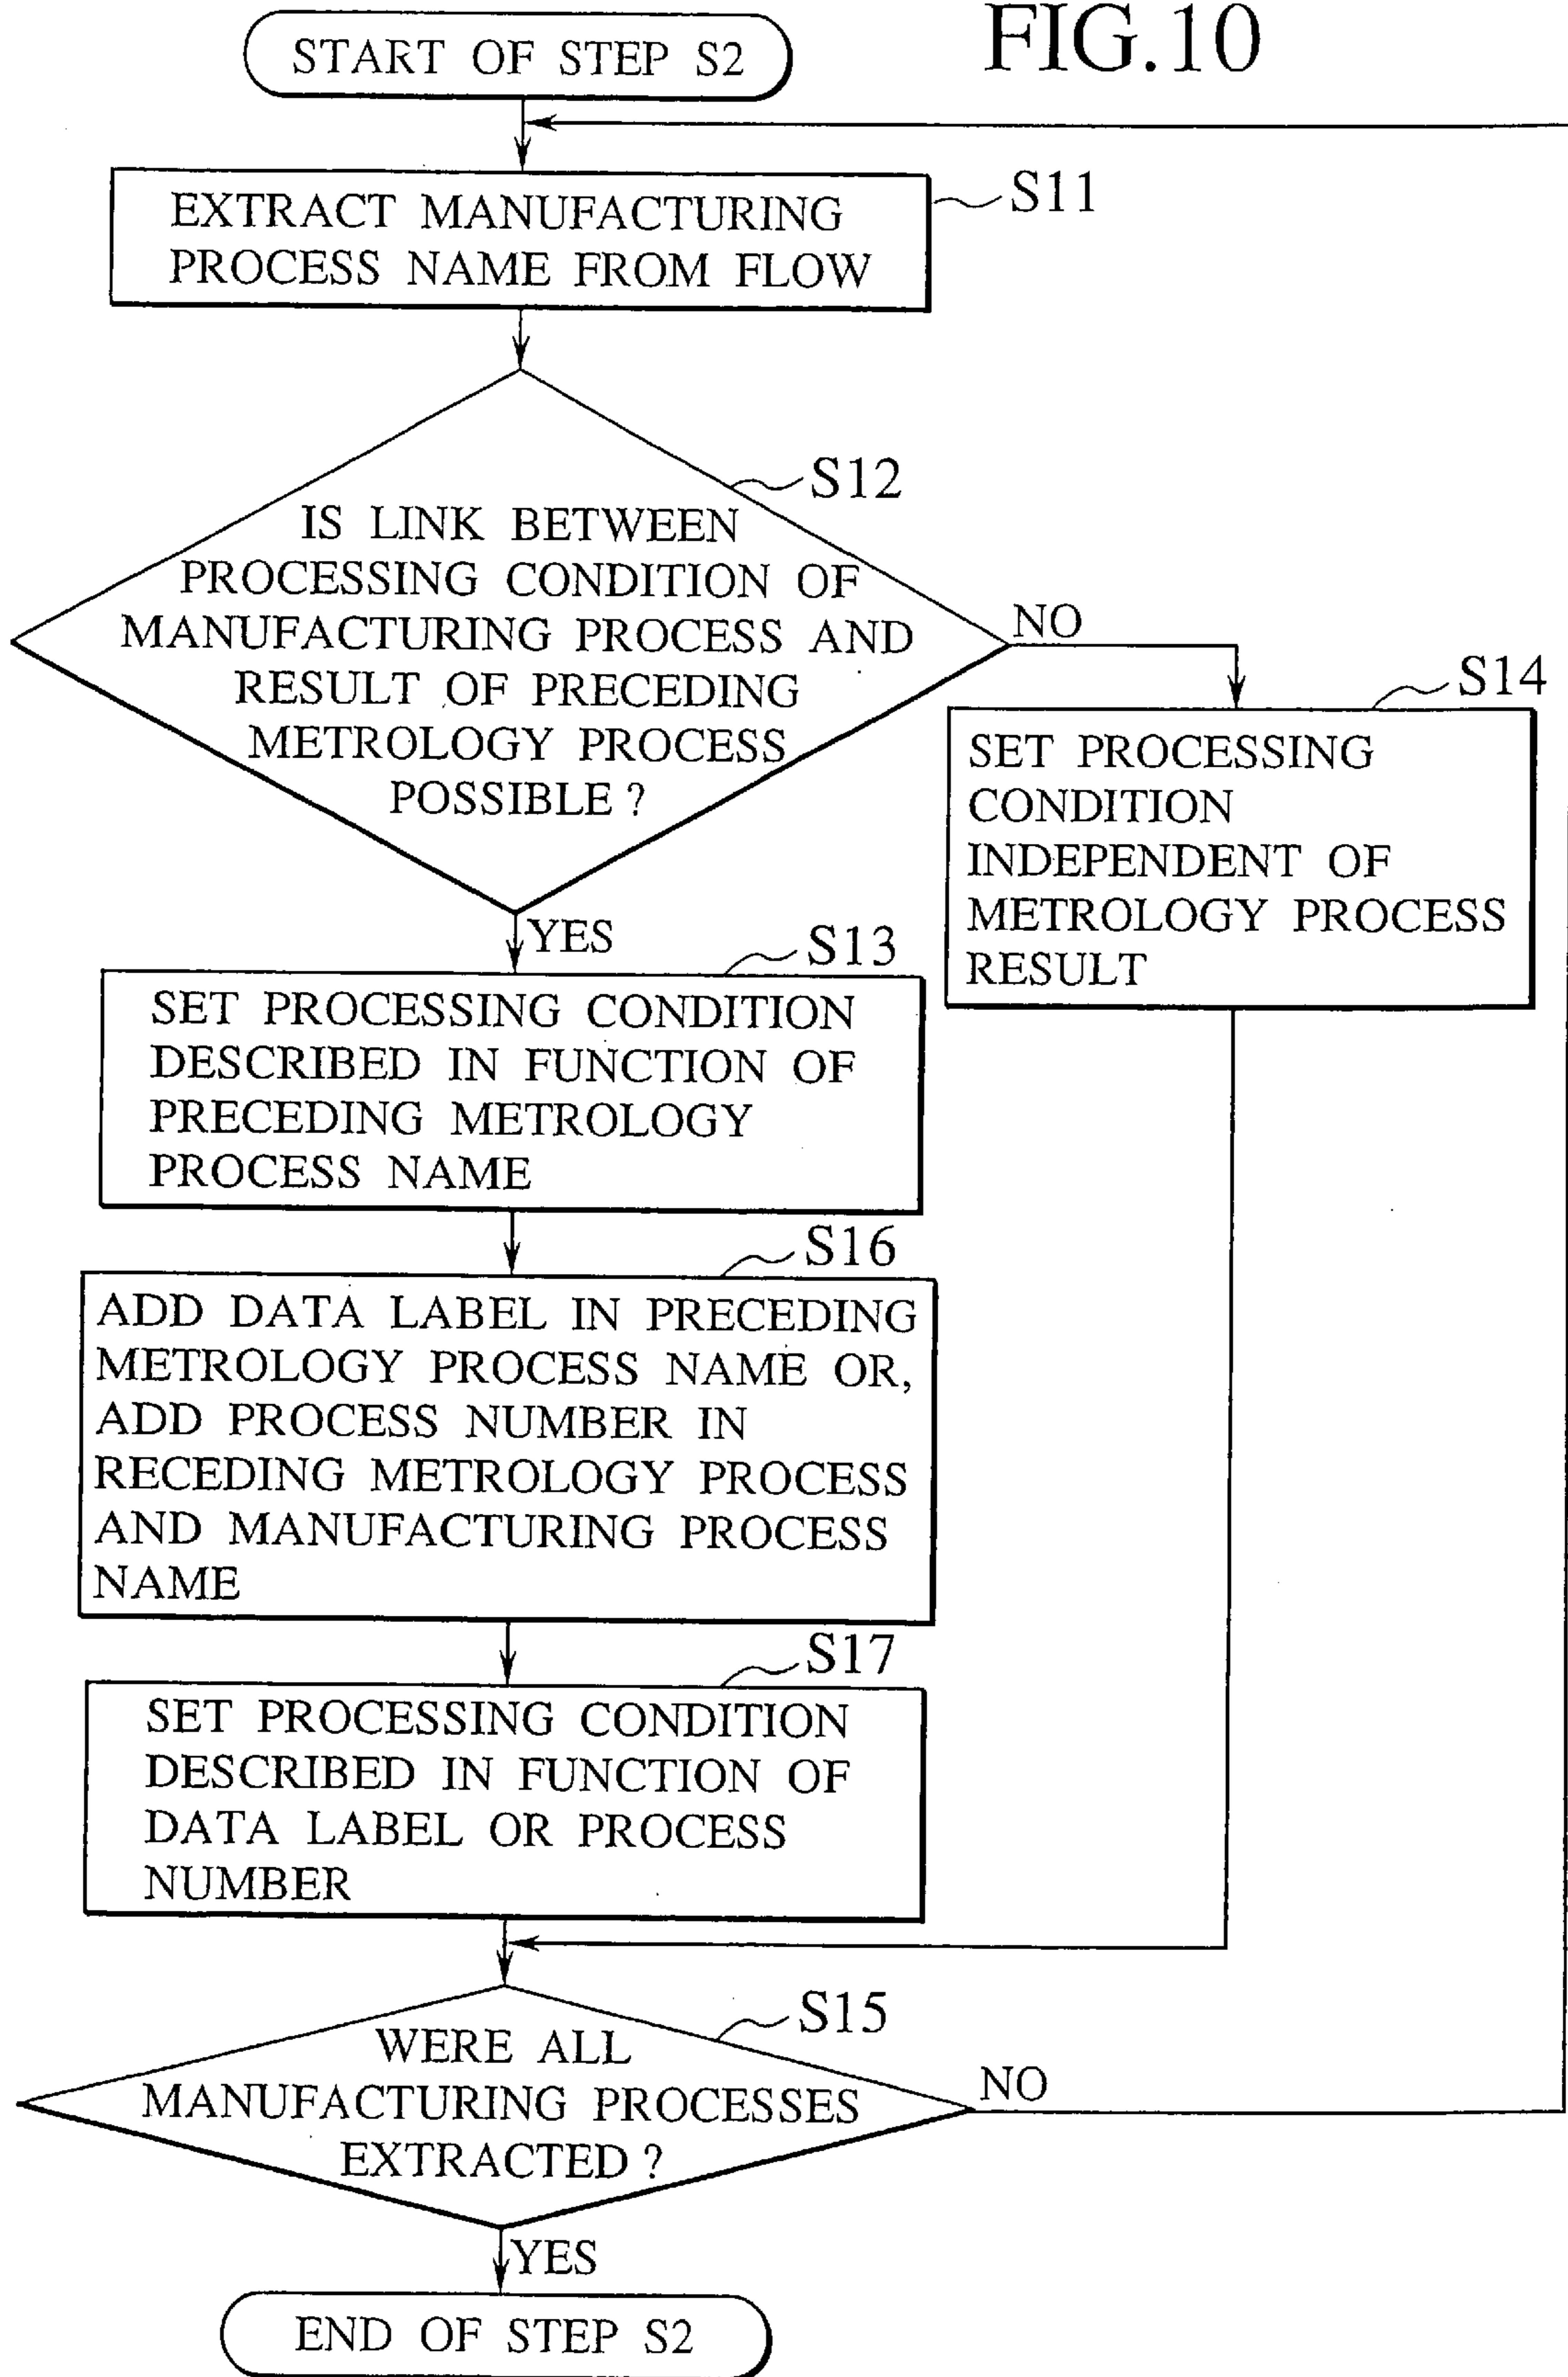 FIG.10
START OF STEP S2
EXTRACT MANUFACTURING
PROCESS NAME FROM FLOW
S11
S12
IS LINK BETWEEN
PROCESSING CONDITION OF
MANUFACTURING PROCESS AND
RESULT OF PRECEDING
METROLOGY PROCESS
POSSIBLE ?
NO
S14
SET PROCESSING
CONDITION
INDEPENDENT OF
METROLOGY PROCESS
RESULT
YES
S13
SET PROCESSING CONDITION
DESCRIBED IN FUNCTION OF
PRECEDING METROLOGY
PROCESS NAME
S16
ADD DATA LABEL IN PRECEDING
METROLOGY PROCESS NAME OR,
ADD PROCESS NUMBER IN
RECEDING METROLOGY PROCESS
AND MANUFACTURING PROCESS
NAME
S17
SET PROCESSING CONDITION
DESCRIBED IN FUNCTION OF
DATA LABEL OR PROCESS
NUMBER
S15
WERE ALL
MANUFACTURING PROCESSES
EXTRACTED ?
NO
YES
END OF STEP S2